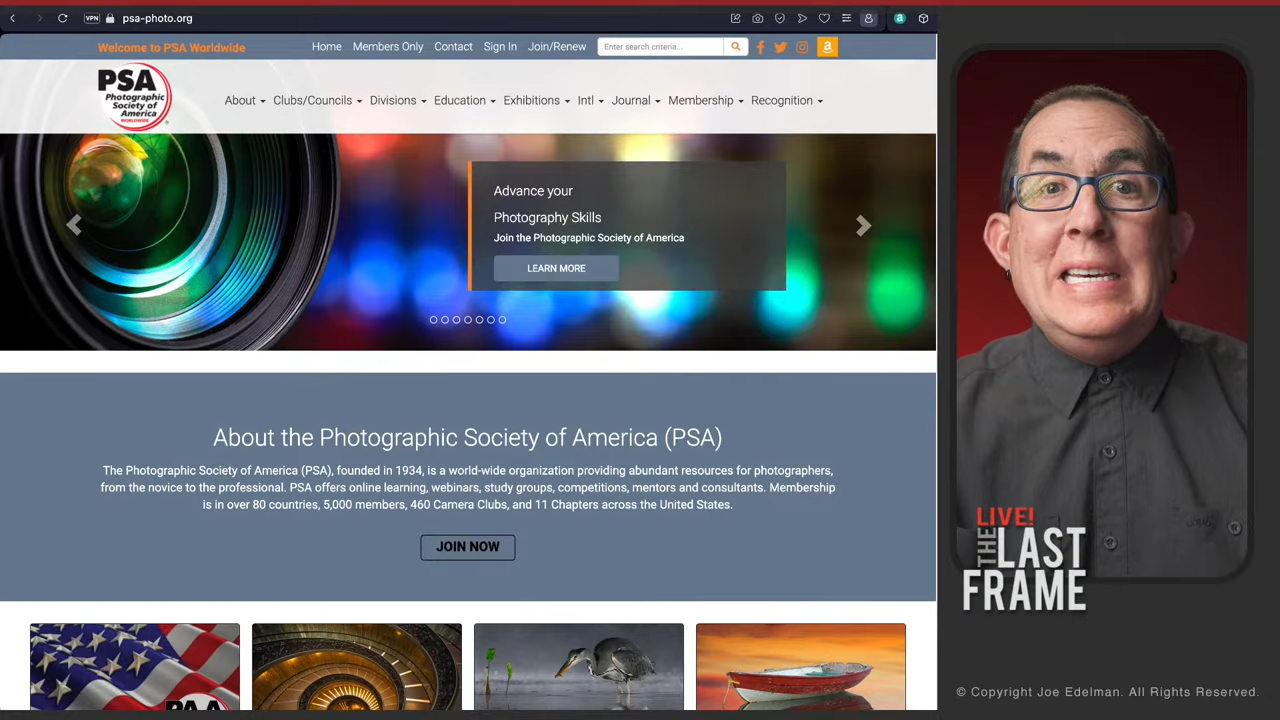 VPN psa-photo.org
Welcome to PSA Worldwide
Home Members Only Contact Sign In Join/Renew Enter search criteria...
PSA
Photographic
Society of
America
WORLDWIDE
About Clubs/Councils Divisions Education Exhibitions Intl Journal Membership Recognition
Advance your
Photography Skills
Join the Photographic Society of America
LEARN MORE
About the Photographic Society of America (PSA)
The Photographic Society of America (PSA), founded in 1934, is a world-wide organization providing abundant resources for photographers,
from the novice to the professional. PSA offers online learning, webinars, study groups, competitions, mentors and consultants. Membership
is in over 80 countries, 5,000 members, 460 Camera Clubs, and 11 Chapters across the United States.
JOIN NOW
LIVE!
THE LAST
FRAME
© Copyright Joe Edelman. All Rights Reserved.